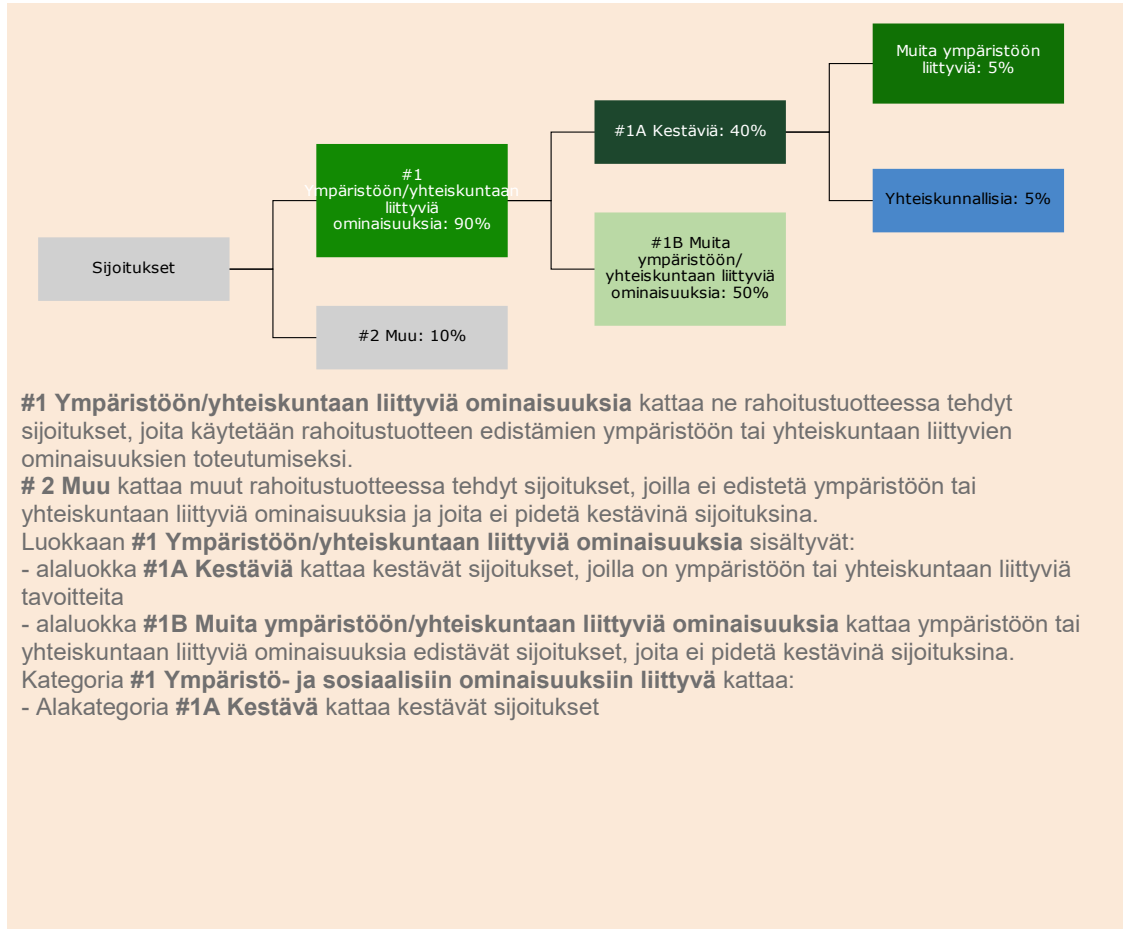 Muita ympäristöön
liittyviä: 5%
#1A Kestäviä: 40%
#1
Ympäristöön/yhteiskuntaan
liittyviä
ominaisuuksia: 90%
Yhteiskunnallisia: 5%
Sijoitukset
#1B Muita
ympäristöön/
yhteiskuntaan liittyviä
ominaisuuksia: 50%
#2 Muu: 10%
#1 Ympäristöön/yhteiskuntaan liittyviä ominaisuuksia kattaa ne rahoitustuotteessa tehdyt
sijoitukset, joita käytetään rahoitustuotteen edistämien ympäristöön tai yhteiskuntaan liittyvien
ominaisuuksien toteutumiseksi.
# 2 Muu kattaa muut rahoitustuotteessa tehdyt sijoitukset, joilla ei edistetä ympäristöön tai
yhteiskuntaan liittyviä ominaisuuksia ja joita ei pidetä kestävinä sijoituksina.
Luokkaan #1 Ympäristöön/yhteiskuntaan liittyviä ominaisuuksia sisältyvät:
- alaluokka #1A Kestäviä kattaa kestävät sijoitukset, joilla on ympäristöön tai yhteiskuntaan liittyviä
tavoitteita
- alaluokka #1B Muita ympäristöön/yhteiskuntaan liittyviä ominaisuuksia kattaa ympäristöön tai
yhteiskuntaan liittyviä ominaisuuksia edistävät sijoitukset, joita ei pidetä kestävinä sijoituksina.
Kategoria #1 Ympäristö- ja sosiaalisiin ominaisuuksiin liittyvä kattaa:
- Alakategoria #1A Kestävä kattaa kestävät sijoitukset